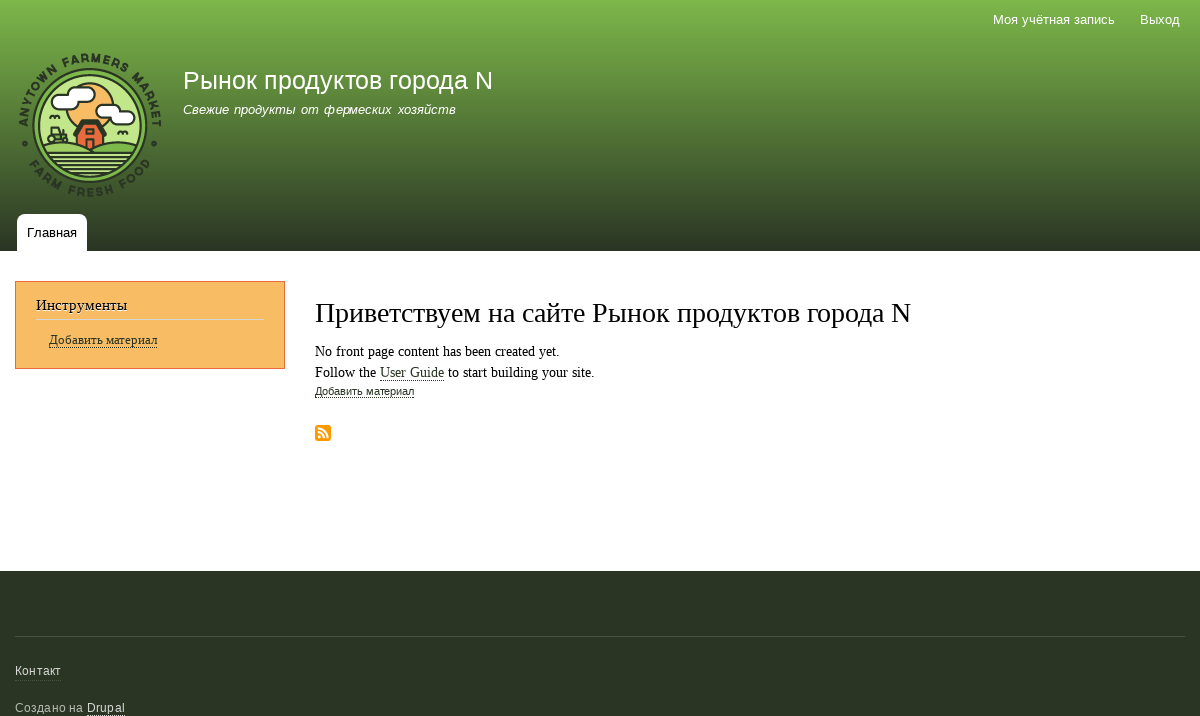 Моя учётная запись
Выход
ANYTOWN FARMERS MARKET
FARM FRESH FOOD
Рынок продуктов города N
Свежие продукты от фермеских хозяйств
Главная
Инструменты
Добавить материал
Приветствуем на сайте Рынок продуктов города N
No front page content has been created yet.
Follow the User Guide to start building your site.
Добавить материал
Контакт
Создано на Drupal